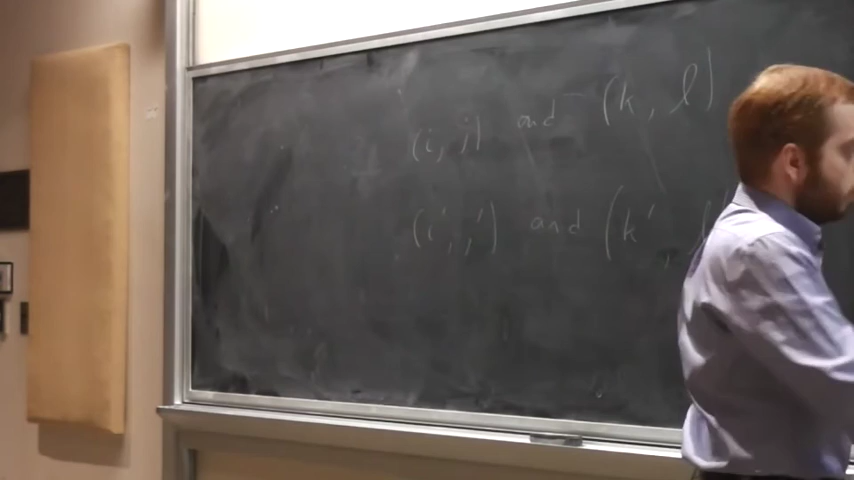 (i, j) and (k, l)
(i', j') and (k', l'